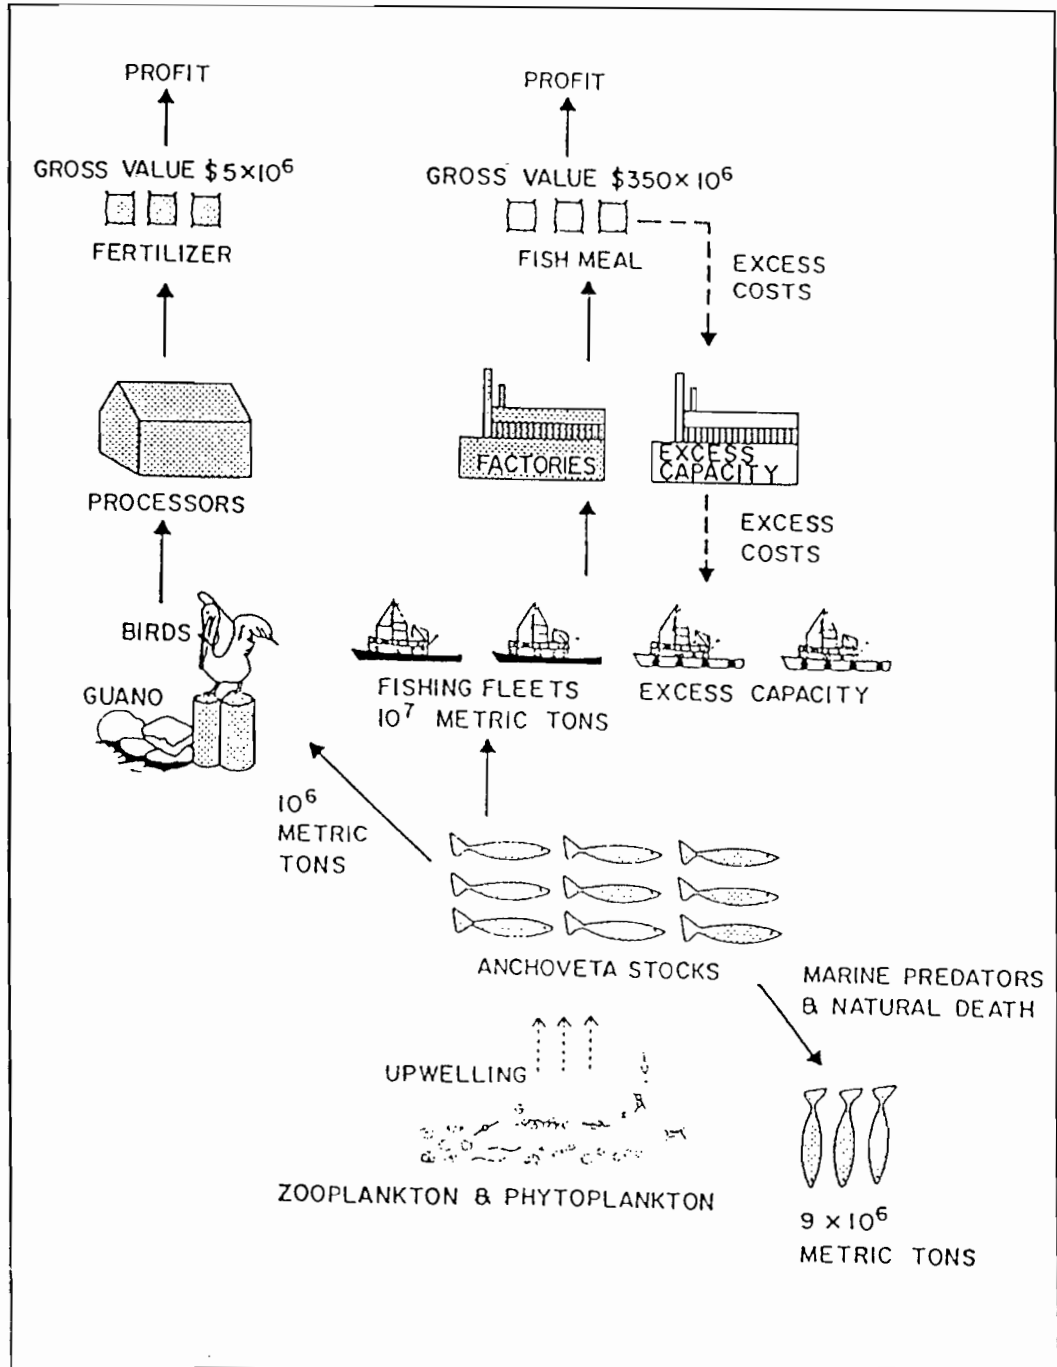 PROFIT
GROSS VALUE $5×10⁶
FERTILIZER
PROCESSORS
BIRDS
GUANO
10⁶
METRIC
TONS
PROFIT
GROSS VALUE $350×10⁶
FISH MEAL
EXCESS
COSTS
FACTORIES
EXCESS
CAPACITY
EXCESS
COSTS
FISHING FLEETS
10⁷ METRIC TONS
EXCESS CAPACITY
ANCHOVETA STOCKS
MARINE PREDATORS
& NATURAL DEATH
UPWELLING
ZOOPLANKTON & PHYTOPLANKTON
9 × 10⁶
METRIC TONS